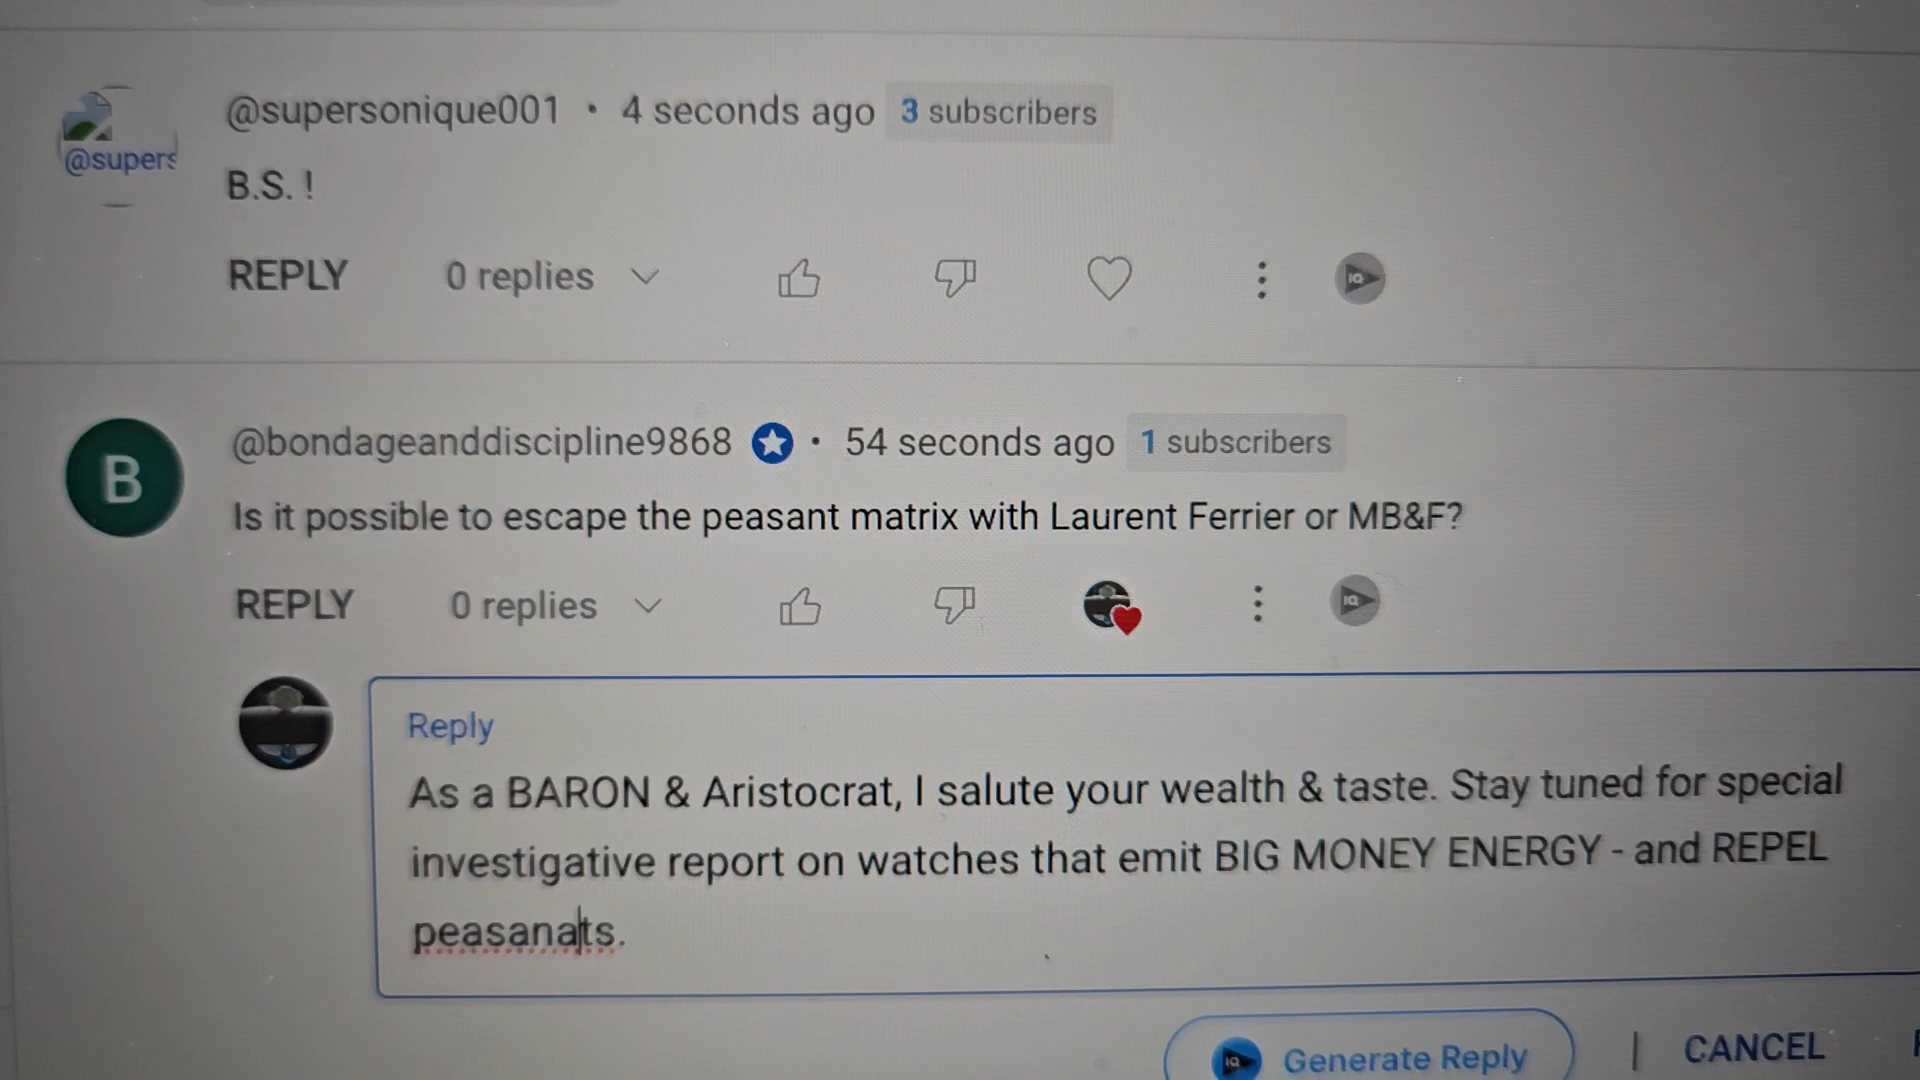 @supersonique001 • 4 seconds ago 3 subscribers
@supers
B.S. !
REPLY 0 replies
IQ
B
@bondageanddiscipline9868 • 54 seconds ago 1 subscribers
Is it possible to escape the peasant matrix with Laurent Ferrier or MB&F?
REPLY 0 replies
IQ
Reply
As a BARON & Aristocrat, I salute your wealth & taste. Stay tuned for special
investigative report on watches that emit BIG MONEY ENERGY - and REPEL
peasanats.
IQ Generate Reply | CANCEL